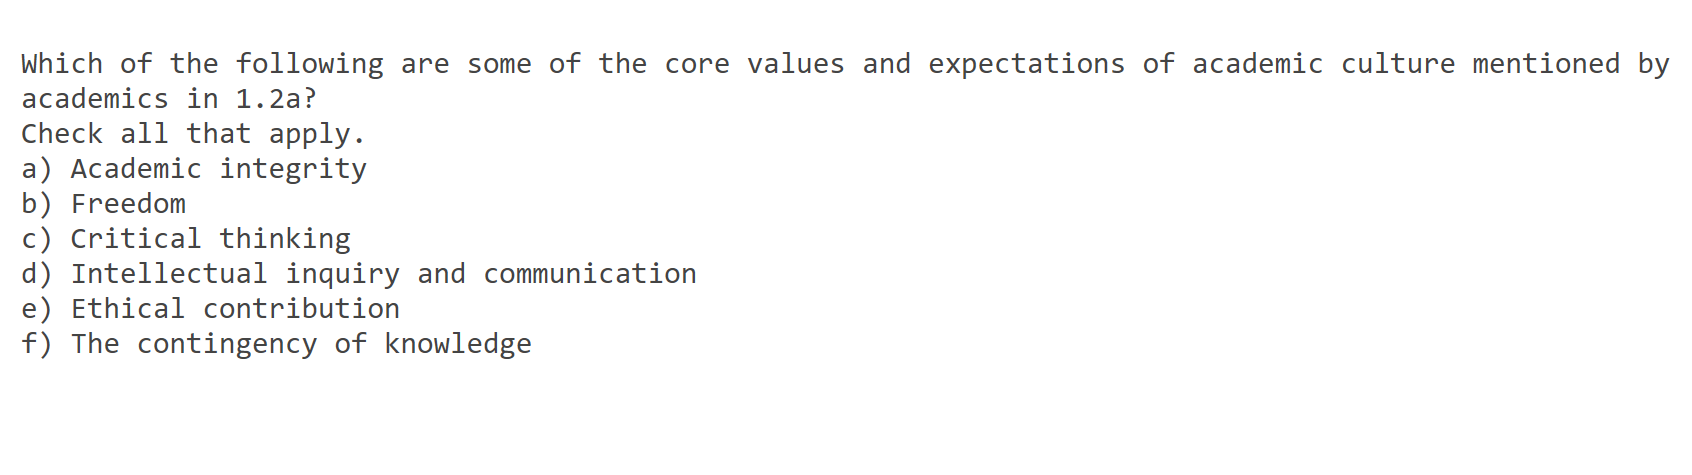 Which of the following are some of the core values and expectations of academic culture mentioned by
academics in 1.2a?
Check all that apply.
a) Academic integrity
b) Freedom
c) Critical thinking
d) Intellectual inquiry and communication
e) Ethical contribution
f) The contingency of knowledge